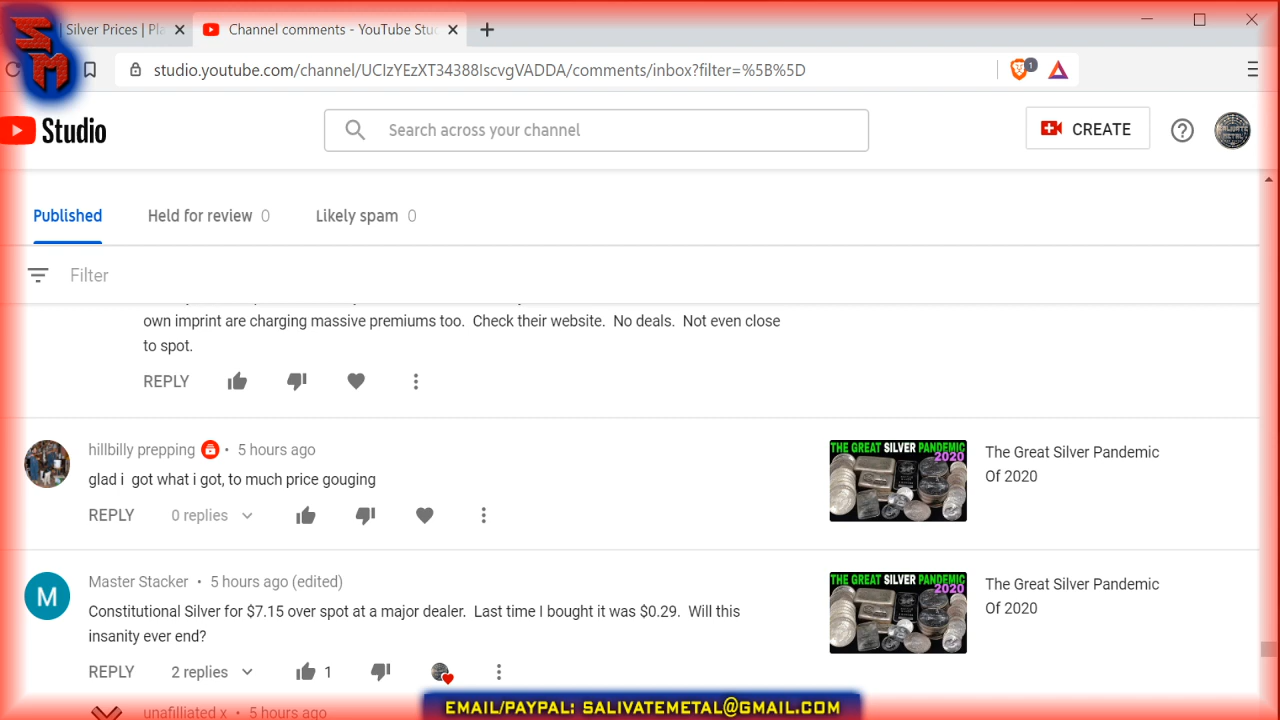 SM
Silver Prices | Pla
Channel comments - YouTube Stu
studio.youtube.com/channel/UCIzYEzXT34388IscvgVADDA/comments/inbox?filter=%5B%5D
1
Studio
Search across your channel
CREATE
SALIVATE METAL
Published
Held for review 0
Likely spam 0
Filter
own imprint are charging massive premiums too. Check their website. No deals. Not even close
to spot.
REPLY
hillbilly prepping • 5 hours ago
glad i got what i got, to much price gouging
REPLY 0 replies
THE GREAT SILVER PANDEMIC
2020
The Great Silver Pandemic
Of 2020
Master Stacker • 5 hours ago (edited)
M
Constitutional Silver for $7.15 over spot at a major dealer. Last time I bought it was $0.29. Will this
insanity ever end?
REPLY 2 replies 1
THE GREAT SILVER PANDEMIC
2020
The Great Silver Pandemic
Of 2020
unafilliated x • 5 hours ago
EMAIL/PAYPAL: SALIVATEMETAL@GMAIL.COM